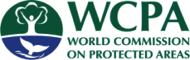 WCPA
WORLD COMMISSION
ON PROTECTED AREAS